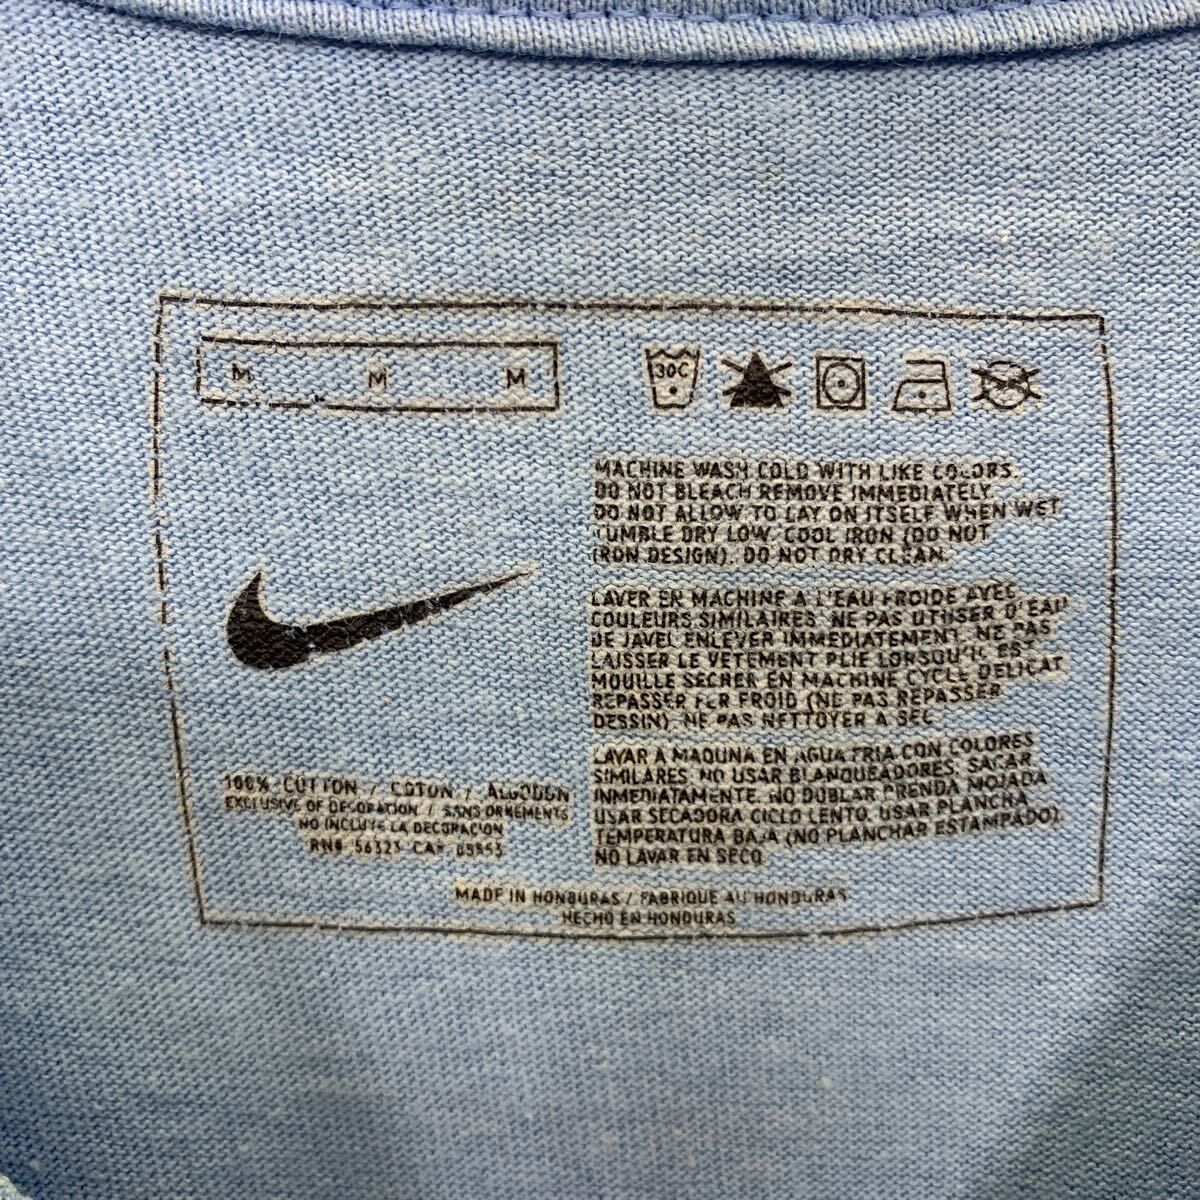 M M M
30C
MACHINE WASH COLD WITH LIKE COLORS.
DO NOT BLEACH REMOVE IMMEDIATELY.
DO NOT ALLOW TO LAY ON ITSELF WHEN WET
TUMBLE DRY LOW. COOL IRON (DO NOT
IRON DESIGN). DO NOT DRY CLEAN.
LAVER EN MACHINE A L'EAU FROIDE AVEC
COULEURS SIMILAIRES. NE PAS UTILISER D'EAU
DE JAVEL ENLEVER IMMEDIATEMENT. NE PAS
LAISSER LE VETEMENT PLIE LORSQU'IL EST
MOUILLE SECHER EN MACHINE CYCLE DELICAT
REPASSER FER FROID (NE PAS REPASSER
DESSIN). NE PAS NETTOYER A SEC
LAVAR A MAQUINA EN AGUA FRIA CON COLORES
SIMILARES. NO USAR BLANQUEADORES. SACAR
INMEDIATAMENTE. NO DUBLAR PRENDA MOJADA
USAR SECADORA CICLO LENTO. USAR PLANCHA
TEMPERATURA BAJA (NO PLANCHAR ESTAMPADO).
NO LAVAR EN SECO.
100% COTTON / COTON / ALGODON
EXCLUSIVE OF DECORATION / SANS ORNEMENTS
NO INCLUYE LA DECORACION
RN# 56323 CA# 05553
MADE IN HONDURAS / FABRIQUE AU HONDURAS
HECHO EN HONDURAS